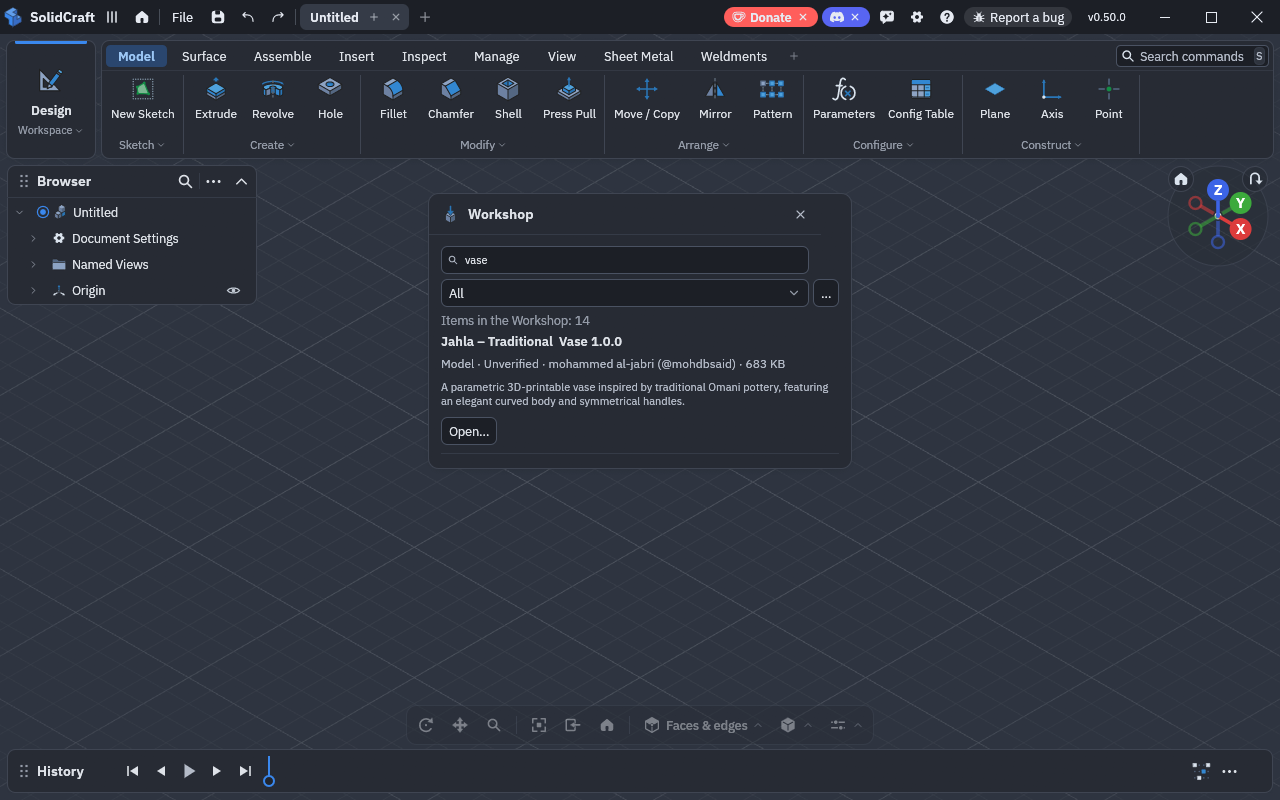 SolidCraft
File
Untitled
Donate
Report a bug
v0.50.0
Design
Workspace
Model Surface Assemble Insert Inspect Manage View Sheet Metal Weldments
Search commands S
New Sketch Extrude Revolve Hole Fillet Chamfer Shell Press Pull Move / Copy Mirror Pattern Parameters Config Table Plane Axis Point
Sketch Create Modify Arrange Configure Construct
Browser
Untitled
Document Settings
Named Views
Origin
Z
Y
X
Workshop
vase
All
...
Items in the Workshop: 14
Jahla – Traditional  Vase 1.0.0
Model · Unverified · mohammed al-jabri (@mohdbsaid) · 683 KB
A parametric 3D-printable vase inspired by traditional Omani pottery, featuring
an elegant curved body and symmetrical handles.
Open...
Faces & edges
History